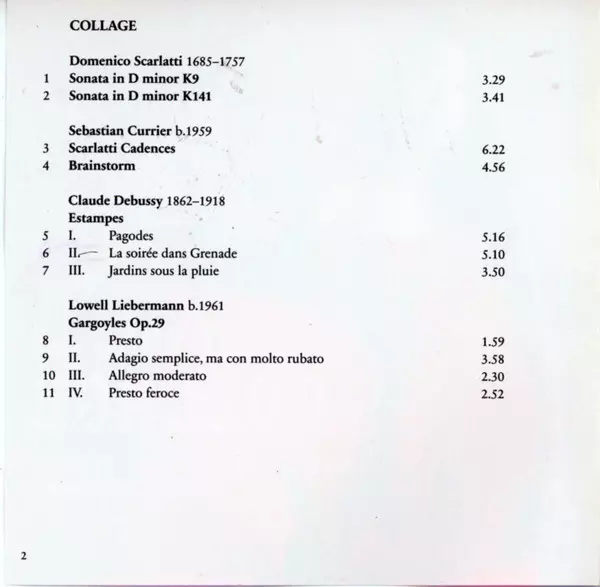 COLLAGE
Domenico Scarlatti 1685–1757
1 Sonata in D minor K9 3.29
2 Sonata in D minor K141 3.41
Sebastian Currier b.1959
3 Scarlatti Cadences 6.22
4 Brainstorm 4.56
Claude Debussy 1862–1918
Estampes
5 I. Pagodes 5.16
6 II. La soirée dans Grenade 5.10
7 III. Jardins sous la pluie 3.50
Lowell Liebermann b.1961
Gargoyles Op.29
8 I. Presto 1.59
9 II. Adagio semplice, ma con molto rubato 3.58
10 III. Allegro moderato 2.30
11 IV. Presto feroce 2.52
2